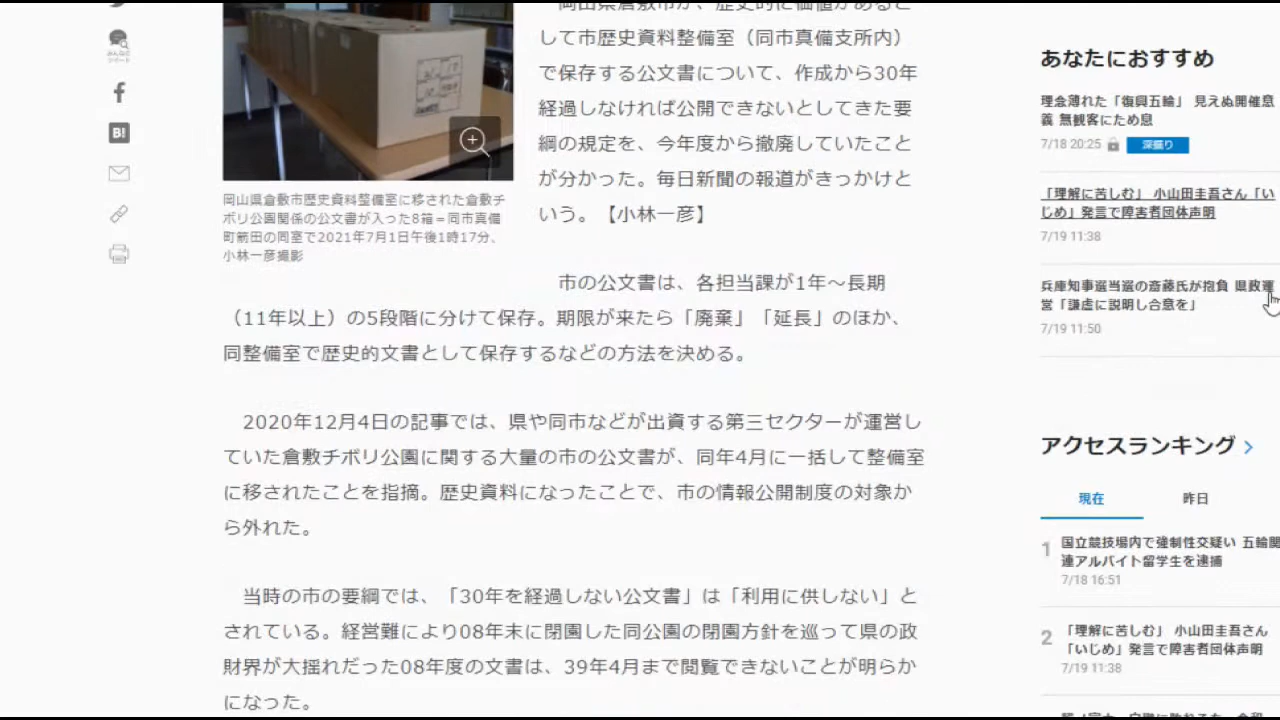 岡山県倉敷市が、歴史的に価値があると
して市歴史資料整備室（同市真備支所内）
で保存する公文書について、作成から30年
経過しなければ公開できないとしてきた要
綱の規定を、今年度から撤廃していたこと
が分かった。毎日新聞の報道がきっかけと
いう。【小林一彦】
岡山県倉敷市歴史資料整備室に移された倉敷チ
ボリ公園関係の公文書が入った8箱＝同市真備
町箭田の同室で2021年7月1日午後1時17分、
小林一彦撮影
市の公文書は、各担当課が1年～長期
（11年以上）の5段階に分けて保存。期限が来たら「廃棄」「延長」のほか、
同整備室で歴史的文書として保存するなどの方法を決める。
2020年12月4日の記事では、県や同市などが出資する第三セクターが運営し
ていた倉敷チボリ公園に関する大量の市の公文書が、同年4月に一括して整備室
に移されたことを指摘。歴史資料になったことで、市の情報公開制度の対象か
ら外れた。
当時の市の要綱では、「30年を経過しない公文書」は「利用に供しない」と
されている。経営難により08年末に閉園した同公園の閉園方針を巡って県の政
財界が大揺れだった08年度の文書は、39年4月まで閲覧できないことが明らか
になった。
B!
あなたにおすすめ
理念薄れた「復興五輪」 見えぬ開催意
義 無観客にため息
7/18 20:25 深掘り
「理解に苦しむ」 小山田圭吾さん「い
じめ」発言で障害者団体声明
7/19 11:38
兵庫知事選当選の斎藤氏が抱負 県政運
営「謙虚に説明し合意を」
7/19 11:50
アクセスランキング
現在 昨日
1 国立競技場内で強制性交疑い 五輪関
連アルバイト留学生を逮捕
7/18 16:51
2 「理解に苦しむ」 小山田圭吾さん
「いじめ」発言で障害者団体声明
7/19 11:38